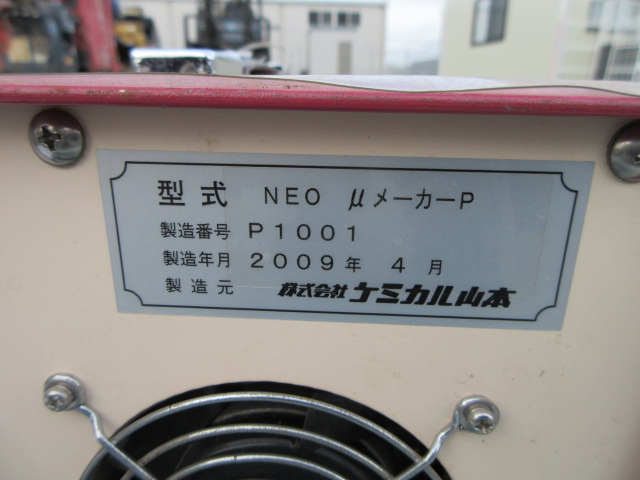 型式 NEO μメーカーP
製造番号 P1001
製造年月 2009年 4月
製造元 株式会社ケミカル山本